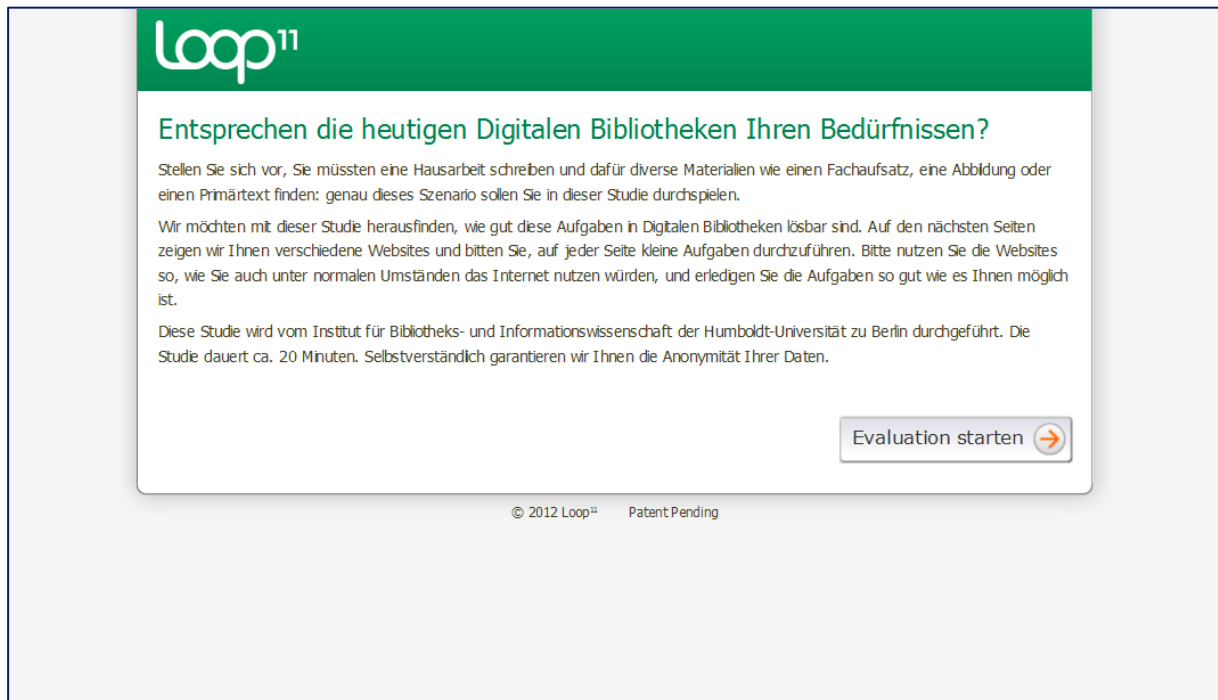 Loop¹¹
Entsprechen die heutigen Digitalen Bibliotheken Ihren Bedürfnissen?
Stellen Sie sich vor, Sie müssten eine Hausarbeit schreiben und dafür diverse Materialien wie einen Fachaufsatz, eine Abbildung oder
einen Primärtext finden: genau dieses Szenario sollen Sie in dieser Studie durchspielen.
Wir möchten mit dieser Studie herausfinden, wie gut diese Aufgaben in Digitalen Bibliotheken lösbar sind. Auf den nächsten Seiten
zeigen wir Ihnen verschiedene Websites und bitten Sie, auf jeder Seite kleine Aufgaben durchzuführen. Bitte nutzen Sie die Websites
so, wie Sie auch unter normalen Umständen das Internet nutzen würden, und erledigen Sie die Aufgaben so gut wie es Ihnen möglich
ist.
Diese Studie wird vom Institut für Bibliotheks- und Informationswissenschaft der Humboldt-Universität zu Berlin durchgeführt. Die
Studie dauert ca. 20 Minuten. Selbstverständlich garantieren wir Ihnen die Anonymität Ihrer Daten.
Evaluation starten
© 2012 Loop¹¹ Patent Pending